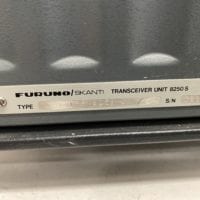 FURUNO/SKANTI TRANSCEIVER UNIT 8250 S
TYPE S/N